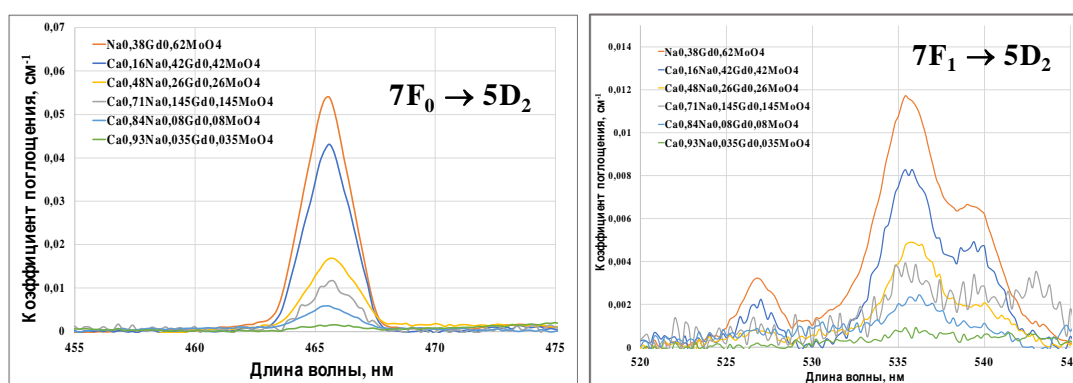 0,07
0,06
0,05
0,04
0,03
0,02
0,01
0
Коэффициент поглощения, см-1
Na0,38Gd0,62MoO4
Ca0,16Na0,42Gd0,42MoO4
Ca0,48Na0,26Gd0,26MoO4
Ca0,71Na0,145Gd0,145MoO4
Ca0,84Na0,08Gd0,08MoO4
Ca0,93Na0,035Gd0,035MoO4
7F0 → 5D2
455 460 465 470 475
Длина волны, нм
0,014
0,012
0,01
0,008
0,006
0,004
0,002
0
Коэффициент поглощения, см-1
Na0,38Gd0,62MoO4
Ca0,16Na0,42Gd0,42MoO4
Ca0,48Na0,26Gd0,26MoO4
Ca0,71Na0,145Gd0,145MoO4
Ca0,84Na0,08Gd0,08MoO4
Ca0,93Na0,035Gd0,035MoO4
7F1 → 5D2
520 525 530 535 540
Длина волны, нм